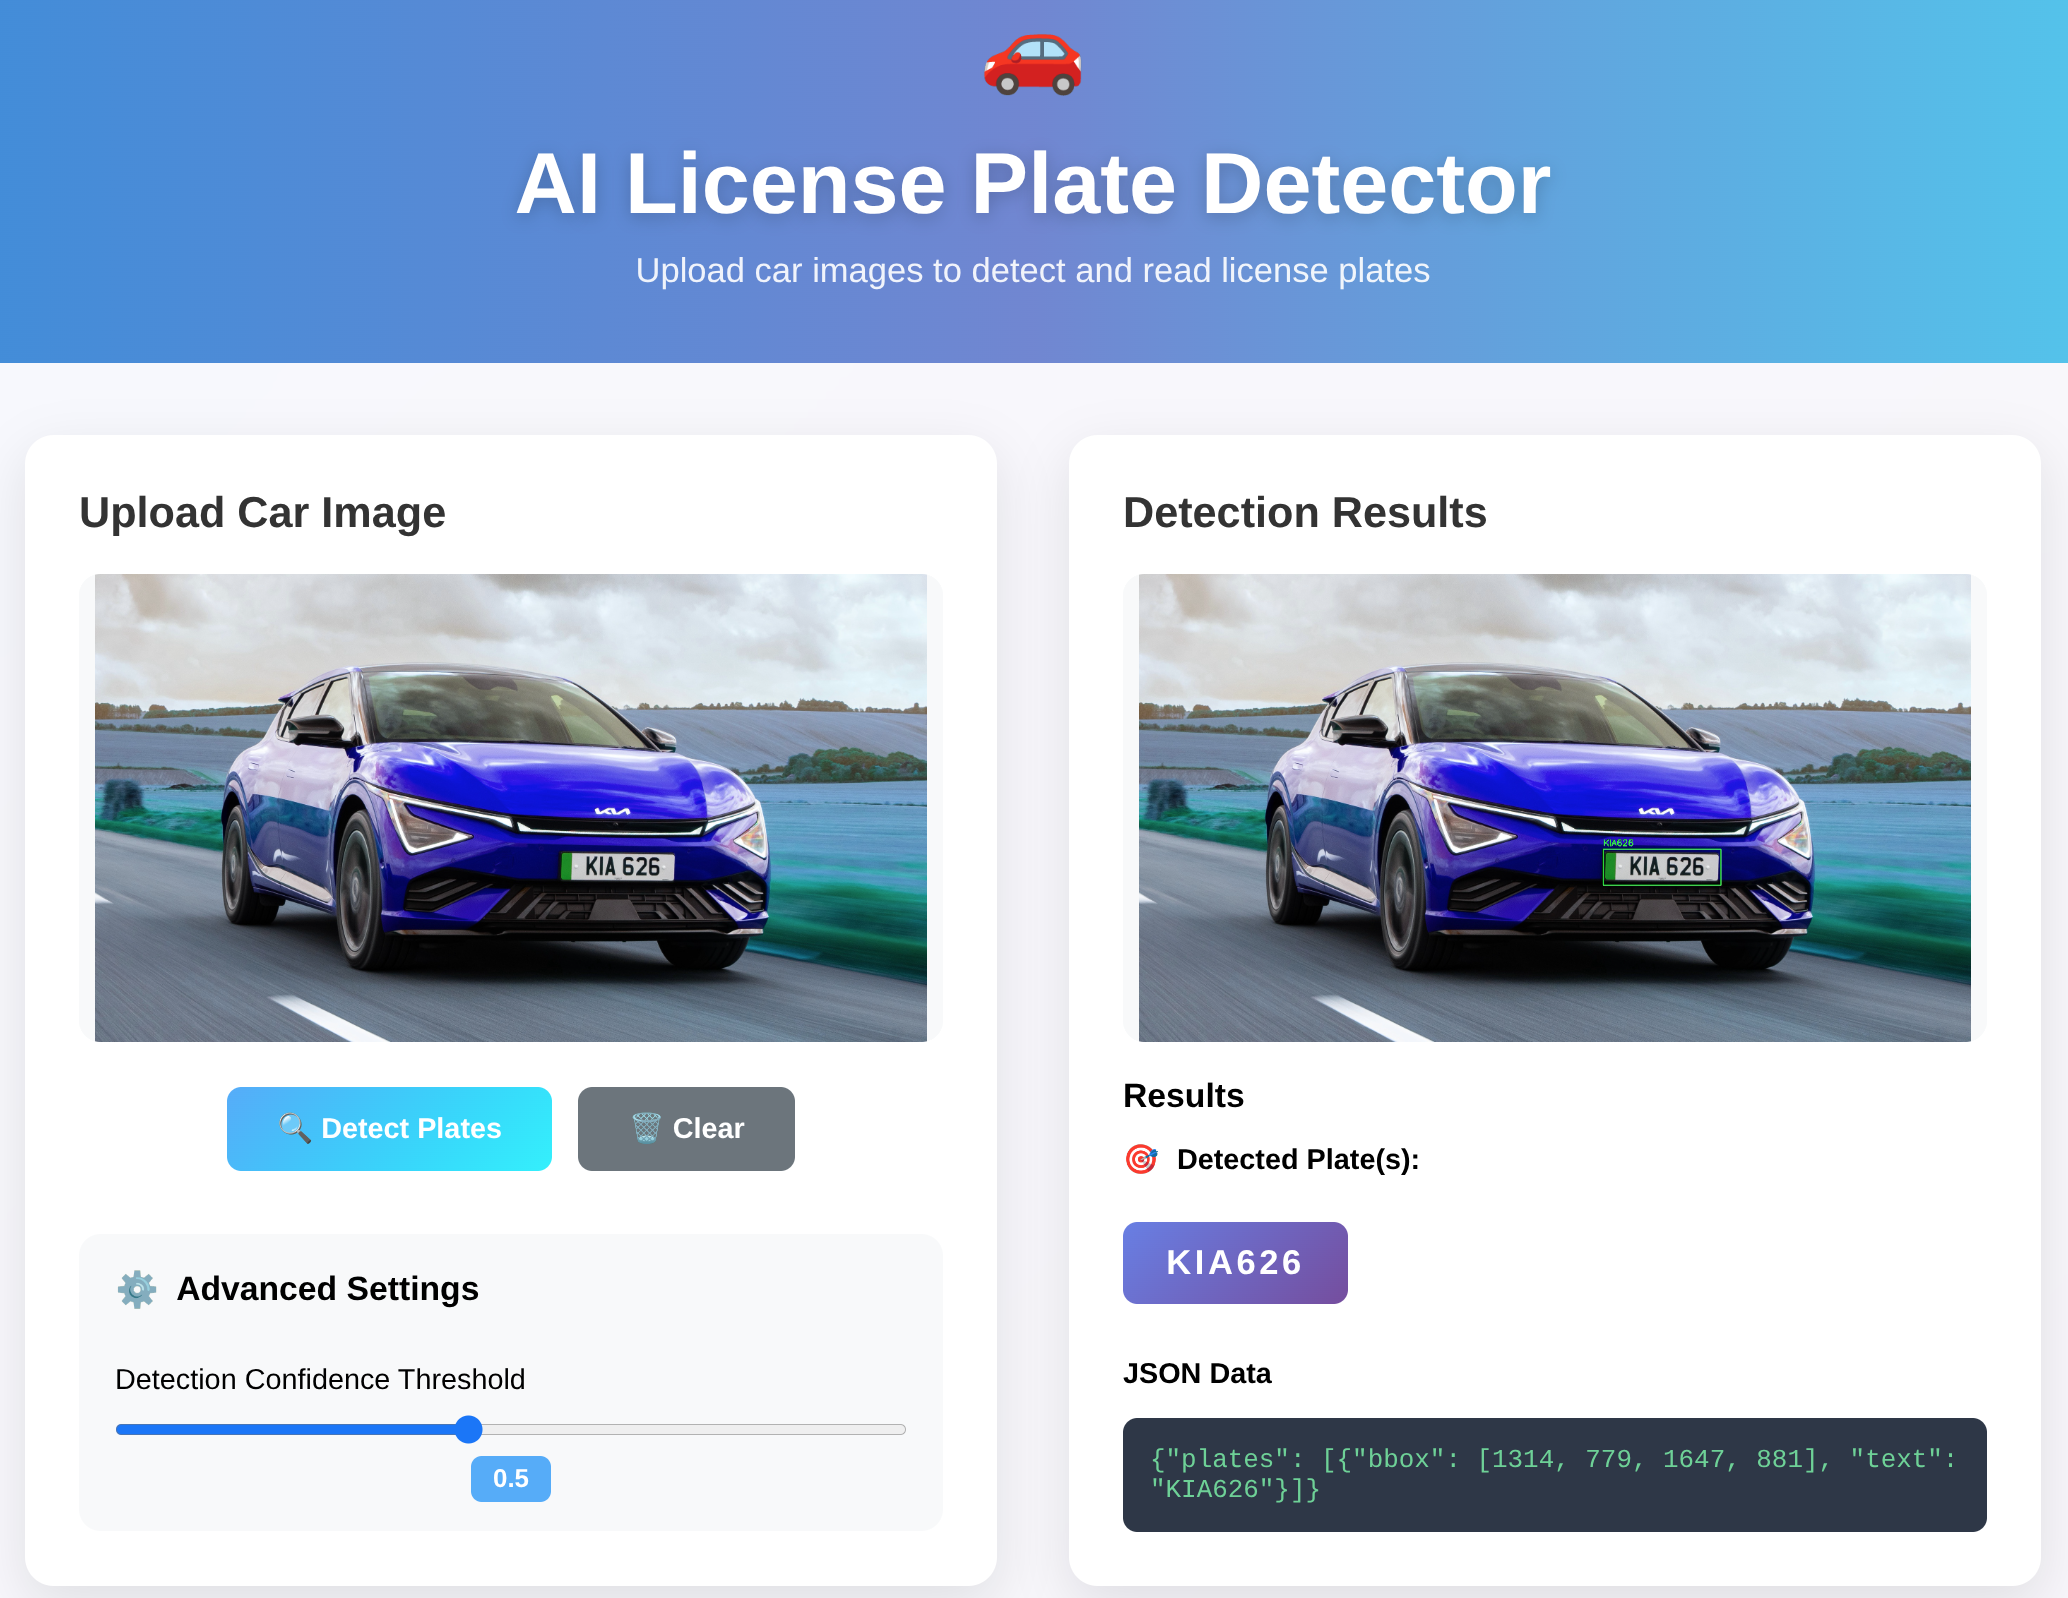 AI License Plate Detector
Upload car images to detect and read license plates
Upload Car Image
KIA 626
🔍 Detect Plates
🗑️ Clear
⚙️ Advanced Settings
Detection Confidence Threshold
0.5
Detection Results
KIA626
KIA 626
Results
🎯 Detected Plate(s):
KIA626
JSON Data
{"plates": [{"bbox": [1314, 779, 1647, 881], "text":
"KIA626"}]}